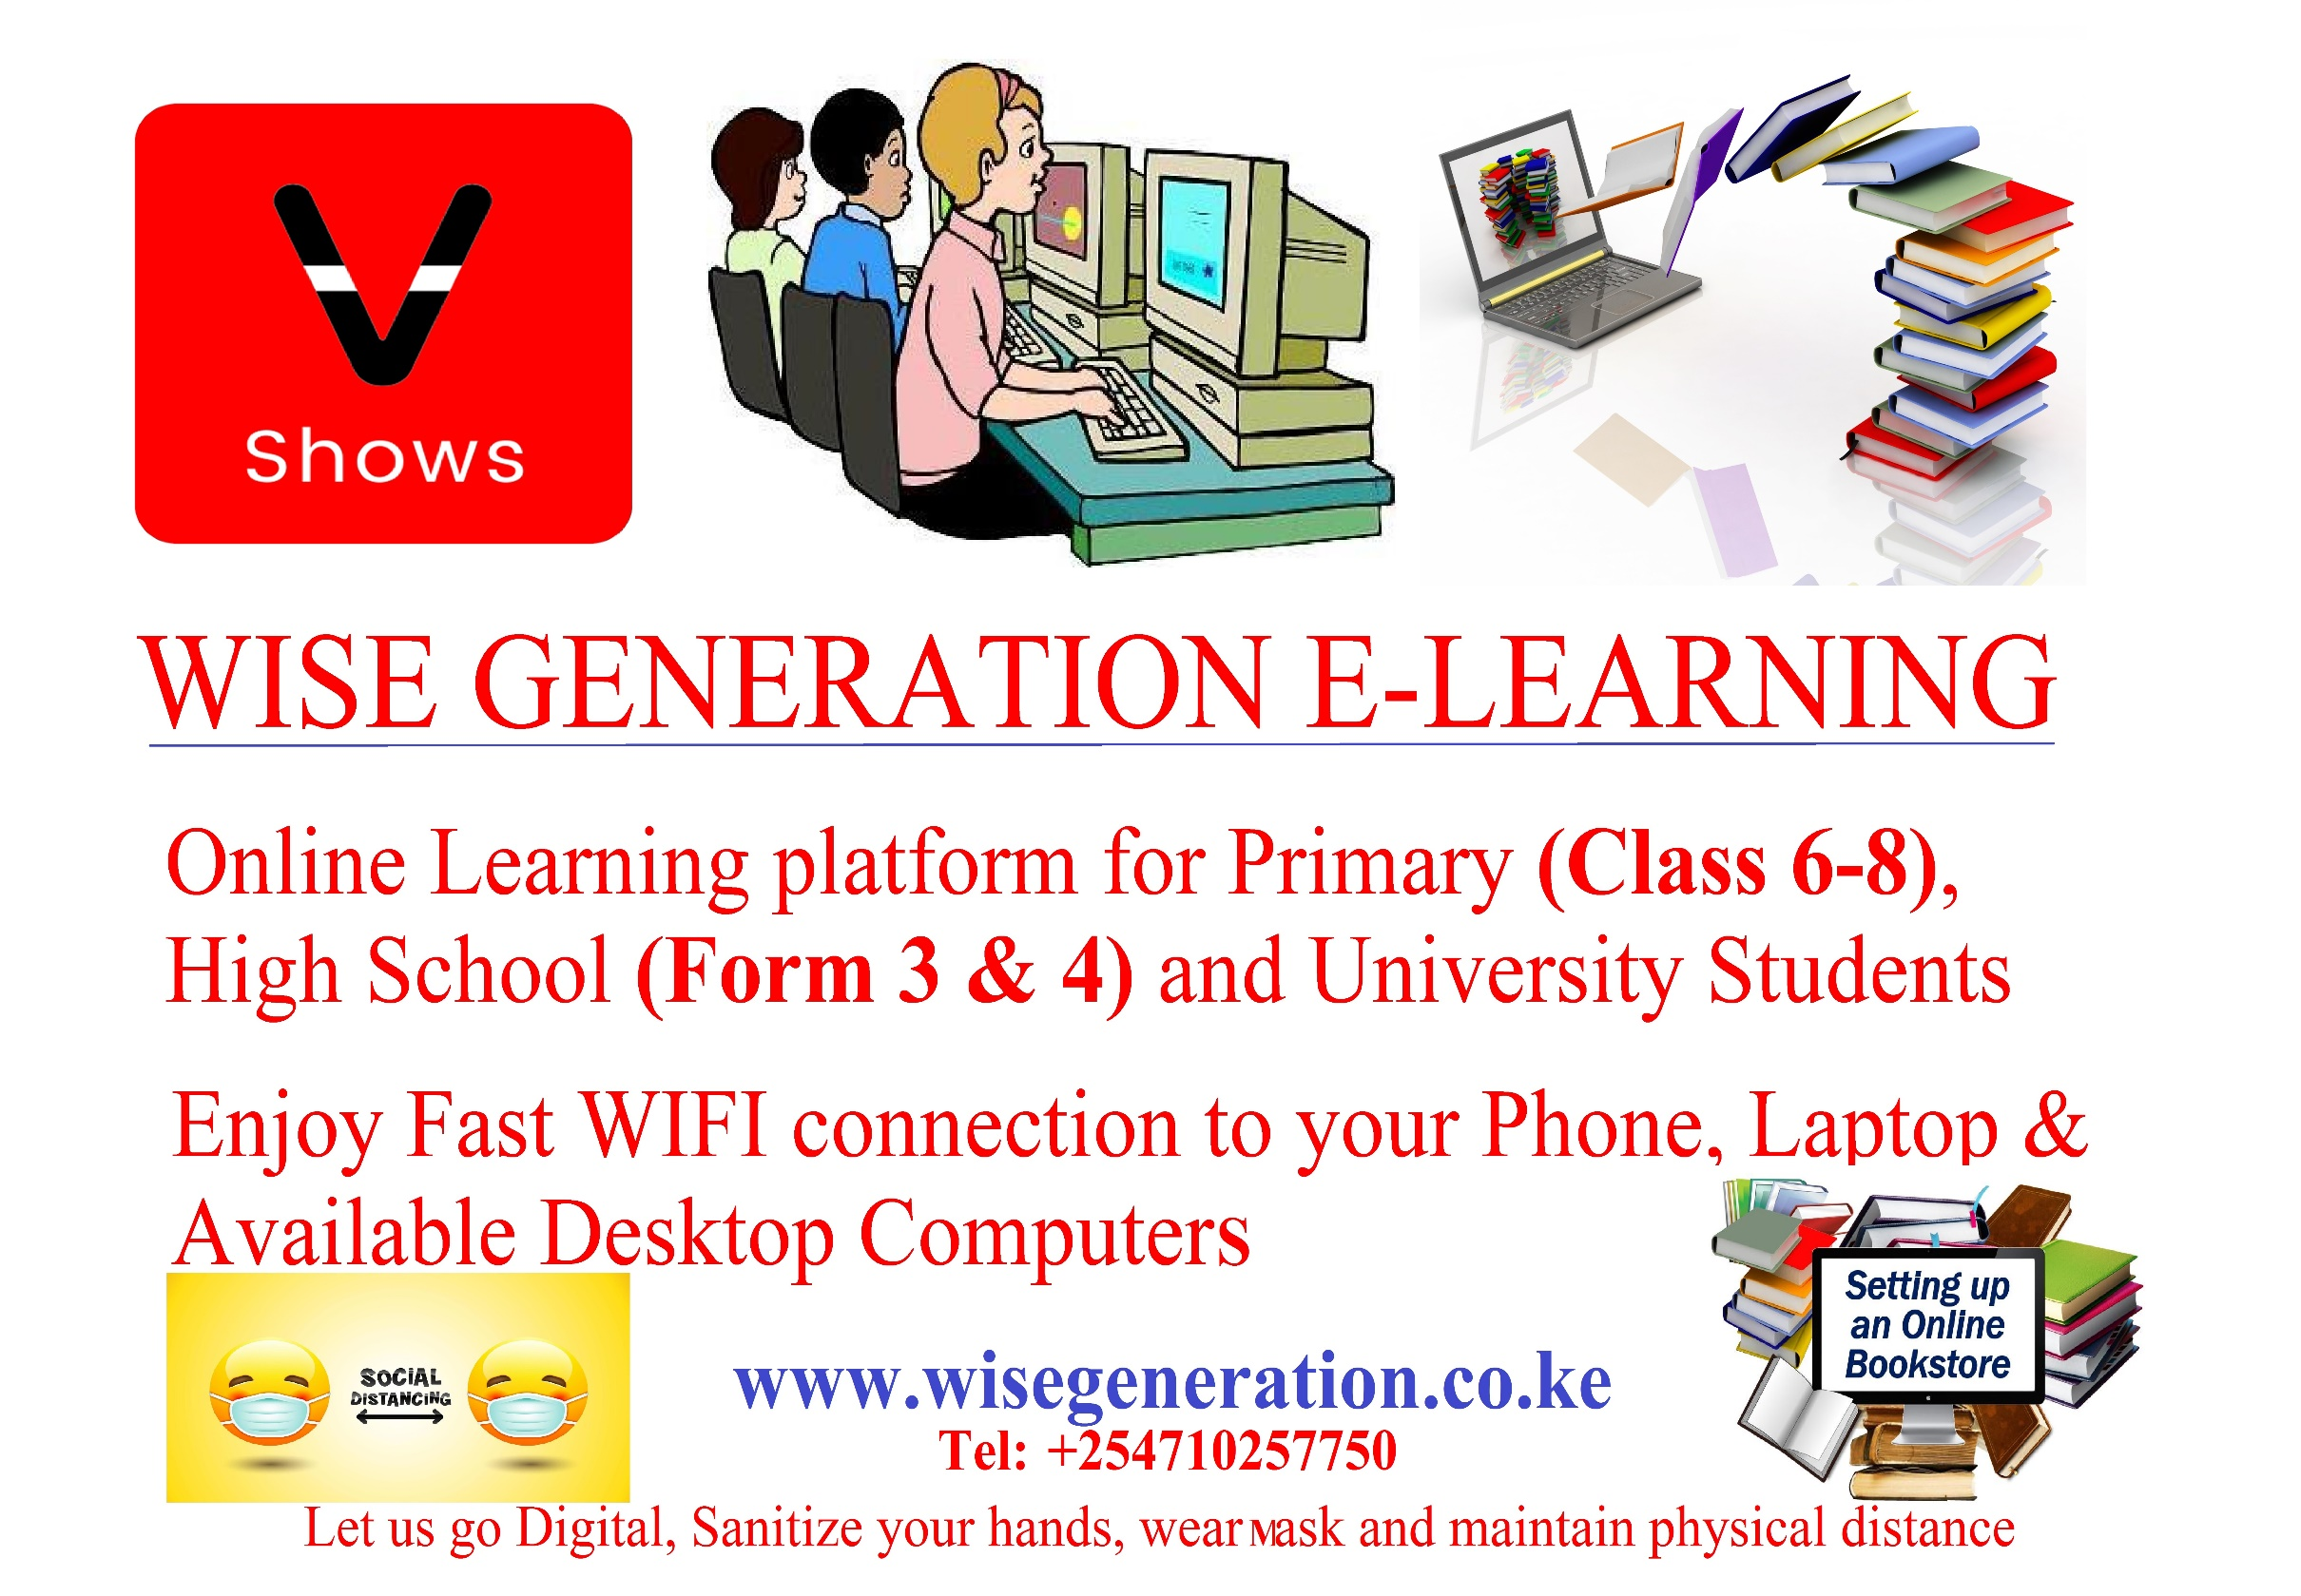 Shows
WISE GENERATION E-LEARNING
Online Learning platform for Primary (Class 6-8),
High School (Form 3 & 4) and University Students
Enjoy Fast WIFI connection to your Phone, Laptop &
Available Desktop Computers
SOCIAL
DISTANCING
Setting up
an Online
Bookstore
www.wisegeneration.co.ke
Tel: +254710257750
Let us go Digital, Sanitize your hands, wear Mask and maintain physical distance